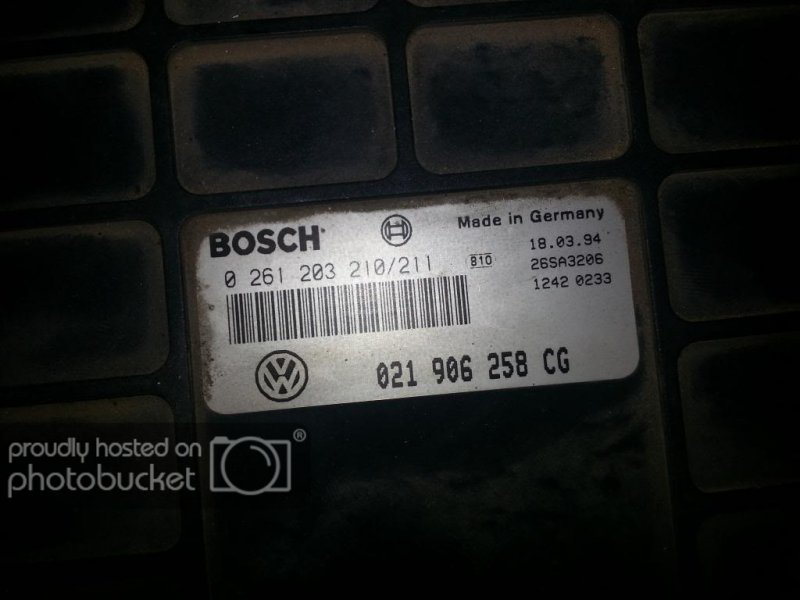 BOSCH
Made in Germany
0 261 203 210/211
B10
18.03.94
26SA3206
1242 0233
021 906 258 CG
proudly hosted on
photobucket
®